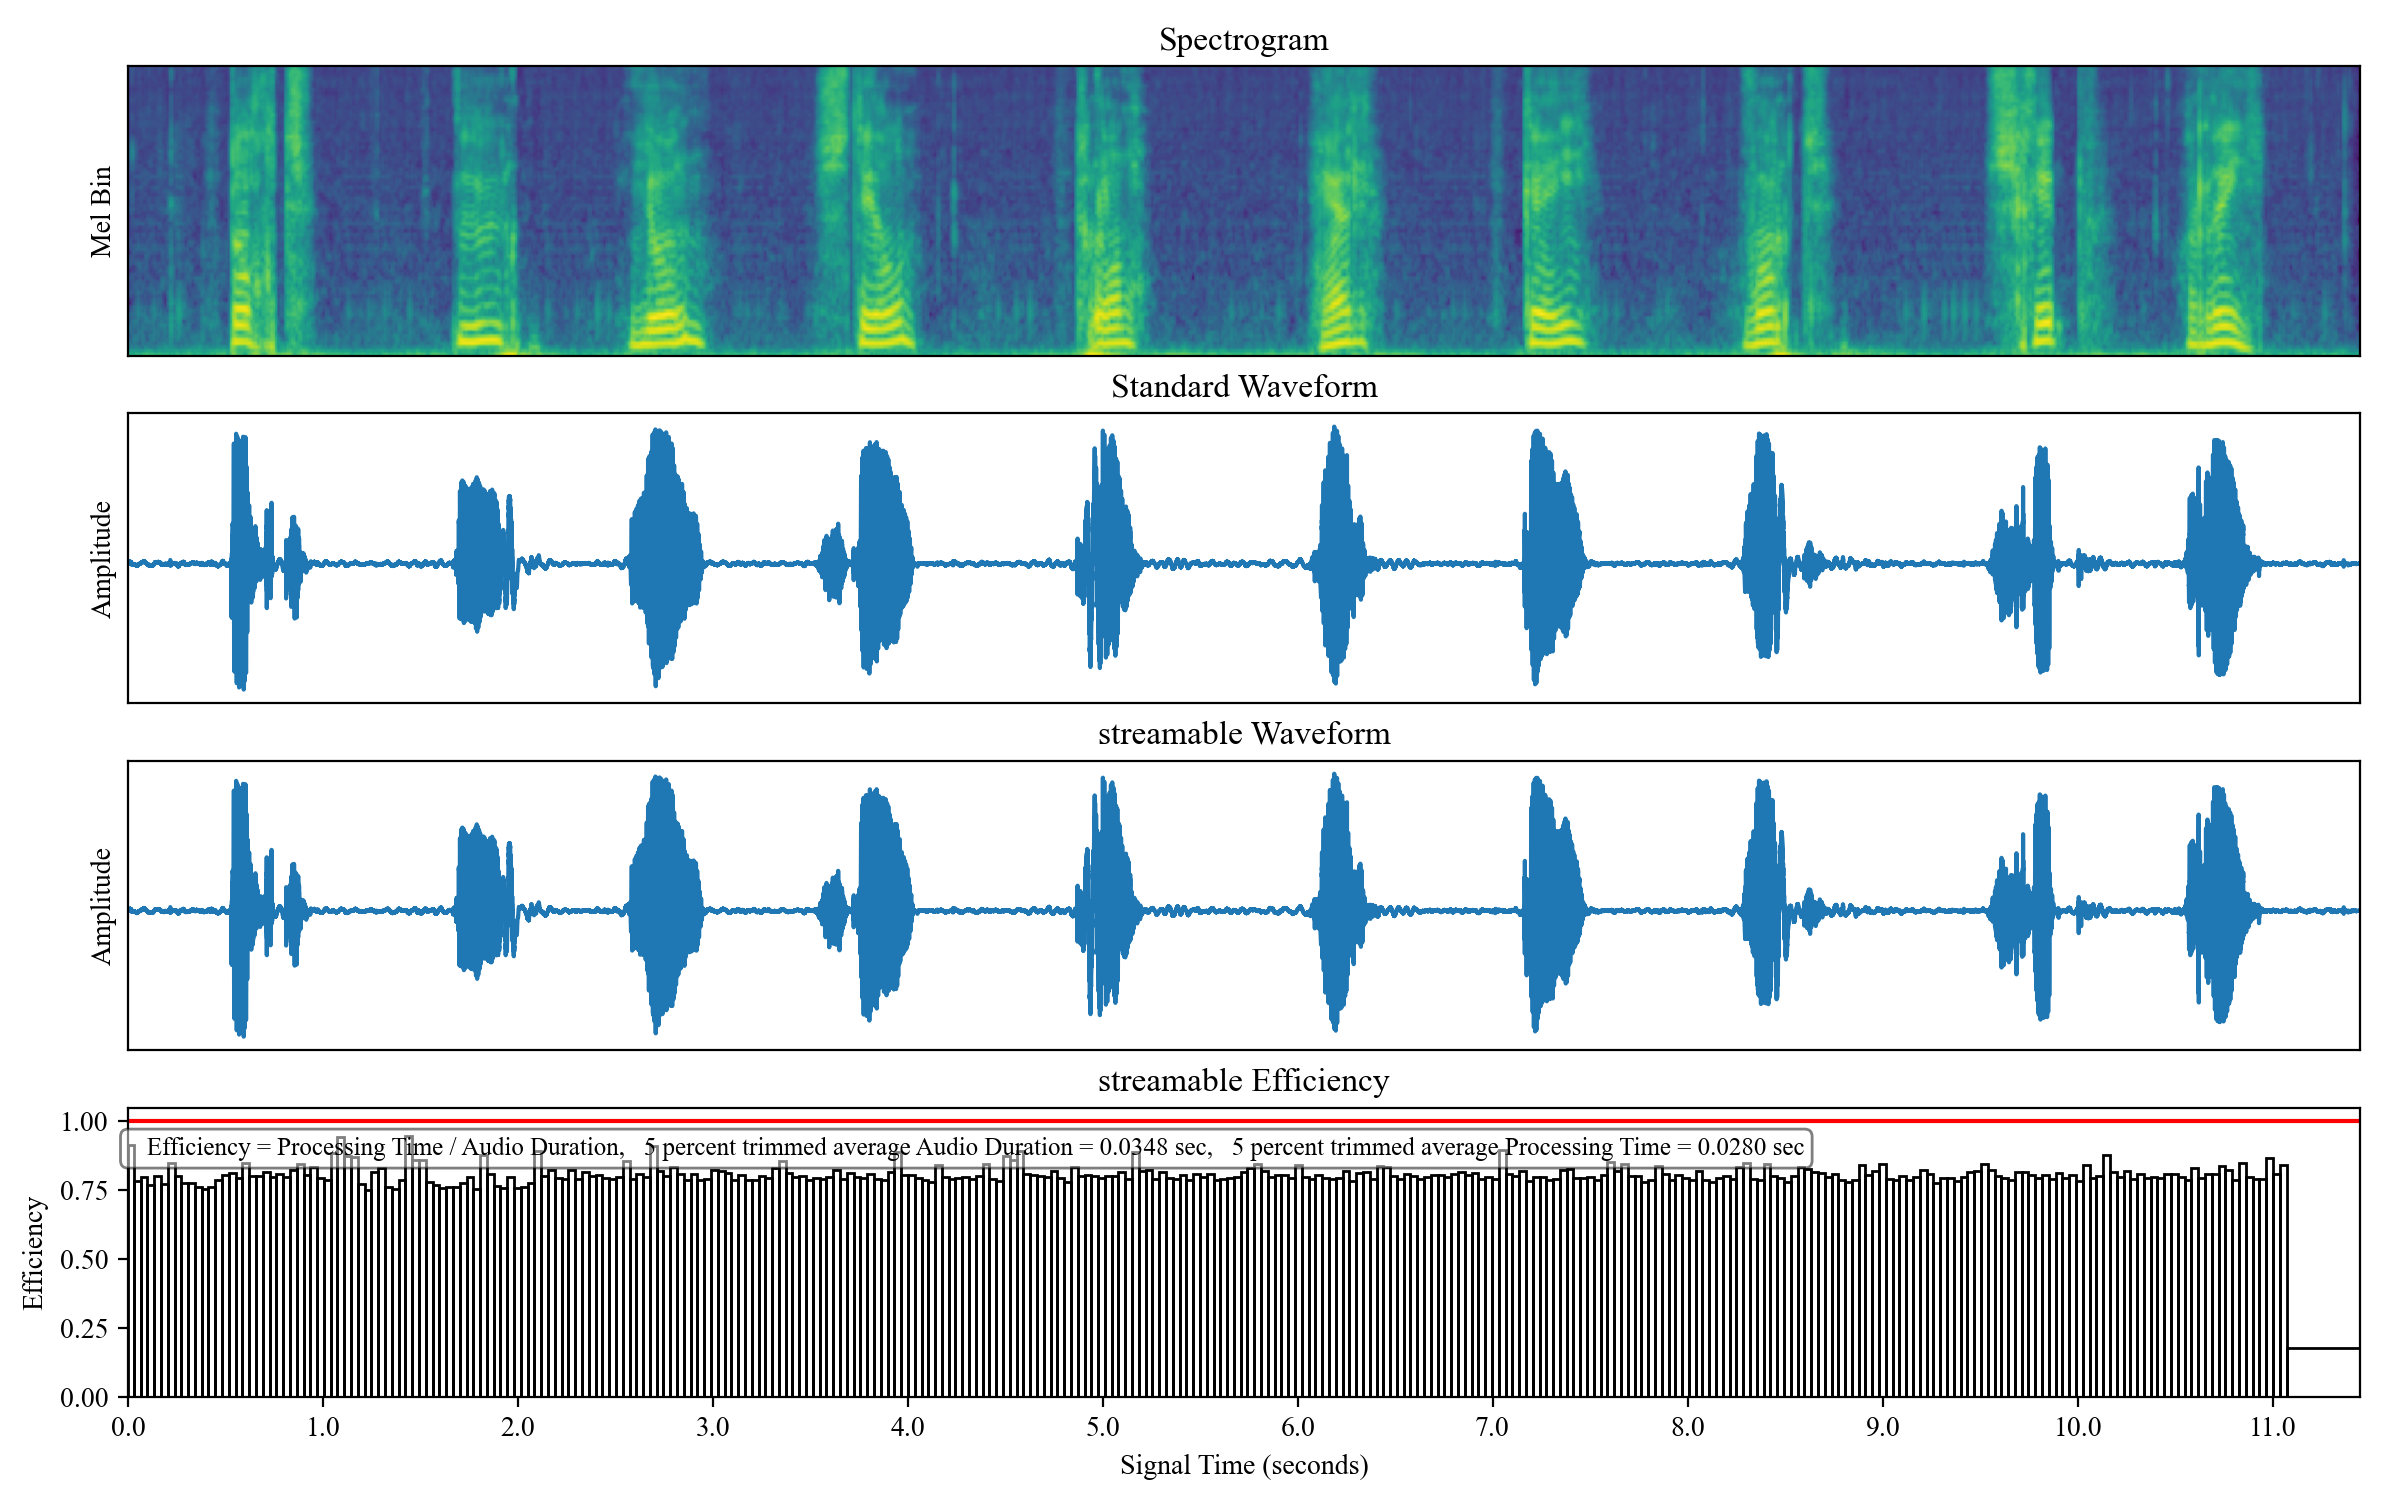 Spectrogram
Mel Bin
Standard Waveform
Amplitude
streamable Waveform
Amplitude
streamable Efficiency
Efficiency
1.00
0.75
0.50
0.25
0.00
Efficiency = Processing Time / Audio Duration,   5 percent trimmed average Audio Duration = 0.0348 sec,   5 percent trimmed average Processing Time = 0.0280 sec
0.0 1.0 2.0 3.0 4.0 5.0 6.0 7.0 8.0 9.0 10.0 11.0
Signal Time (seconds)